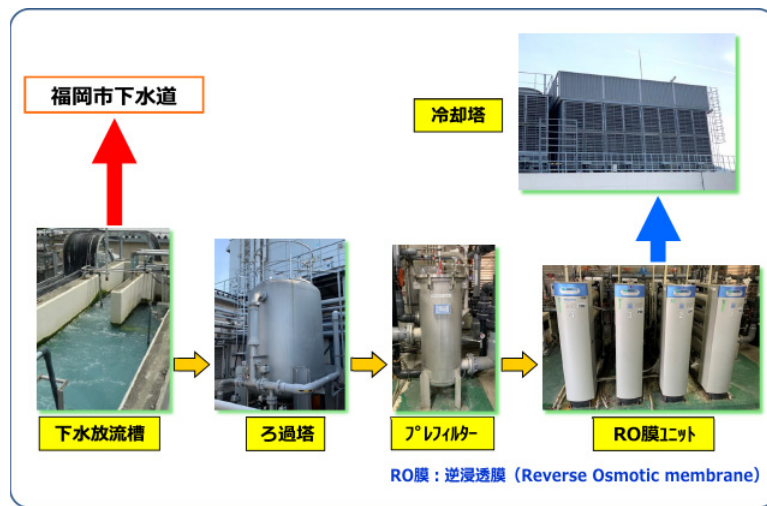 福岡市下水道
冷却塔
下水放流槽
ろ過塔
ﾌﾟﾚﾌｨﾙﾀｰ
RO膜ﾕﾆｯﾄ
RO膜：逆浸透膜（Reverse Osmotic membrane）